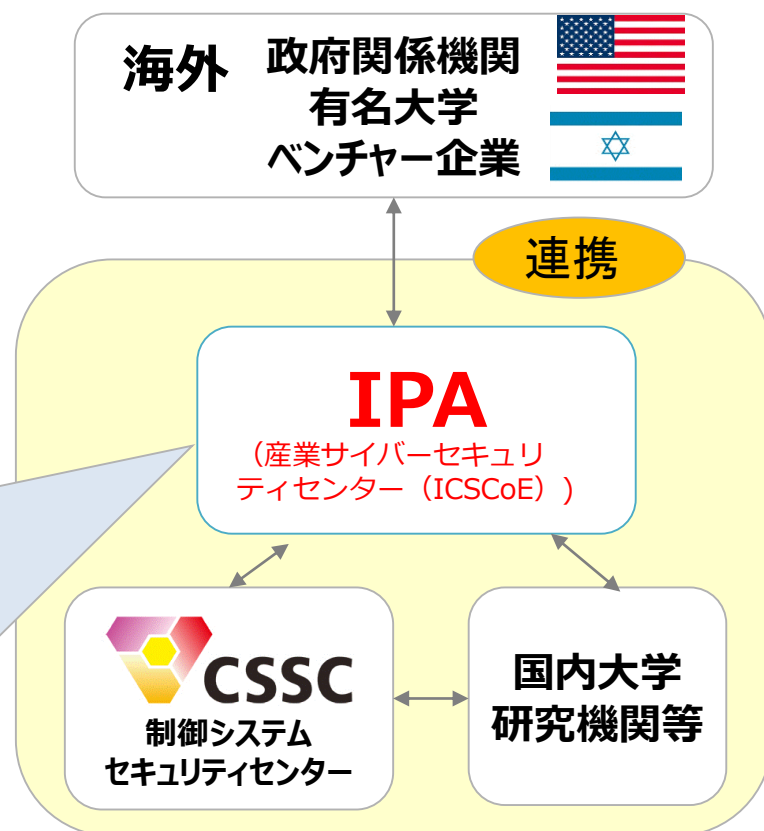 海外
政府関係機関
有名大学
ベンチャー企業
連携
IPA
（産業サイバーセキュリ
ティセンター（ICSCoE）)
CSSC
制御システム
セキュリティセンター
国内大学
研究機関等